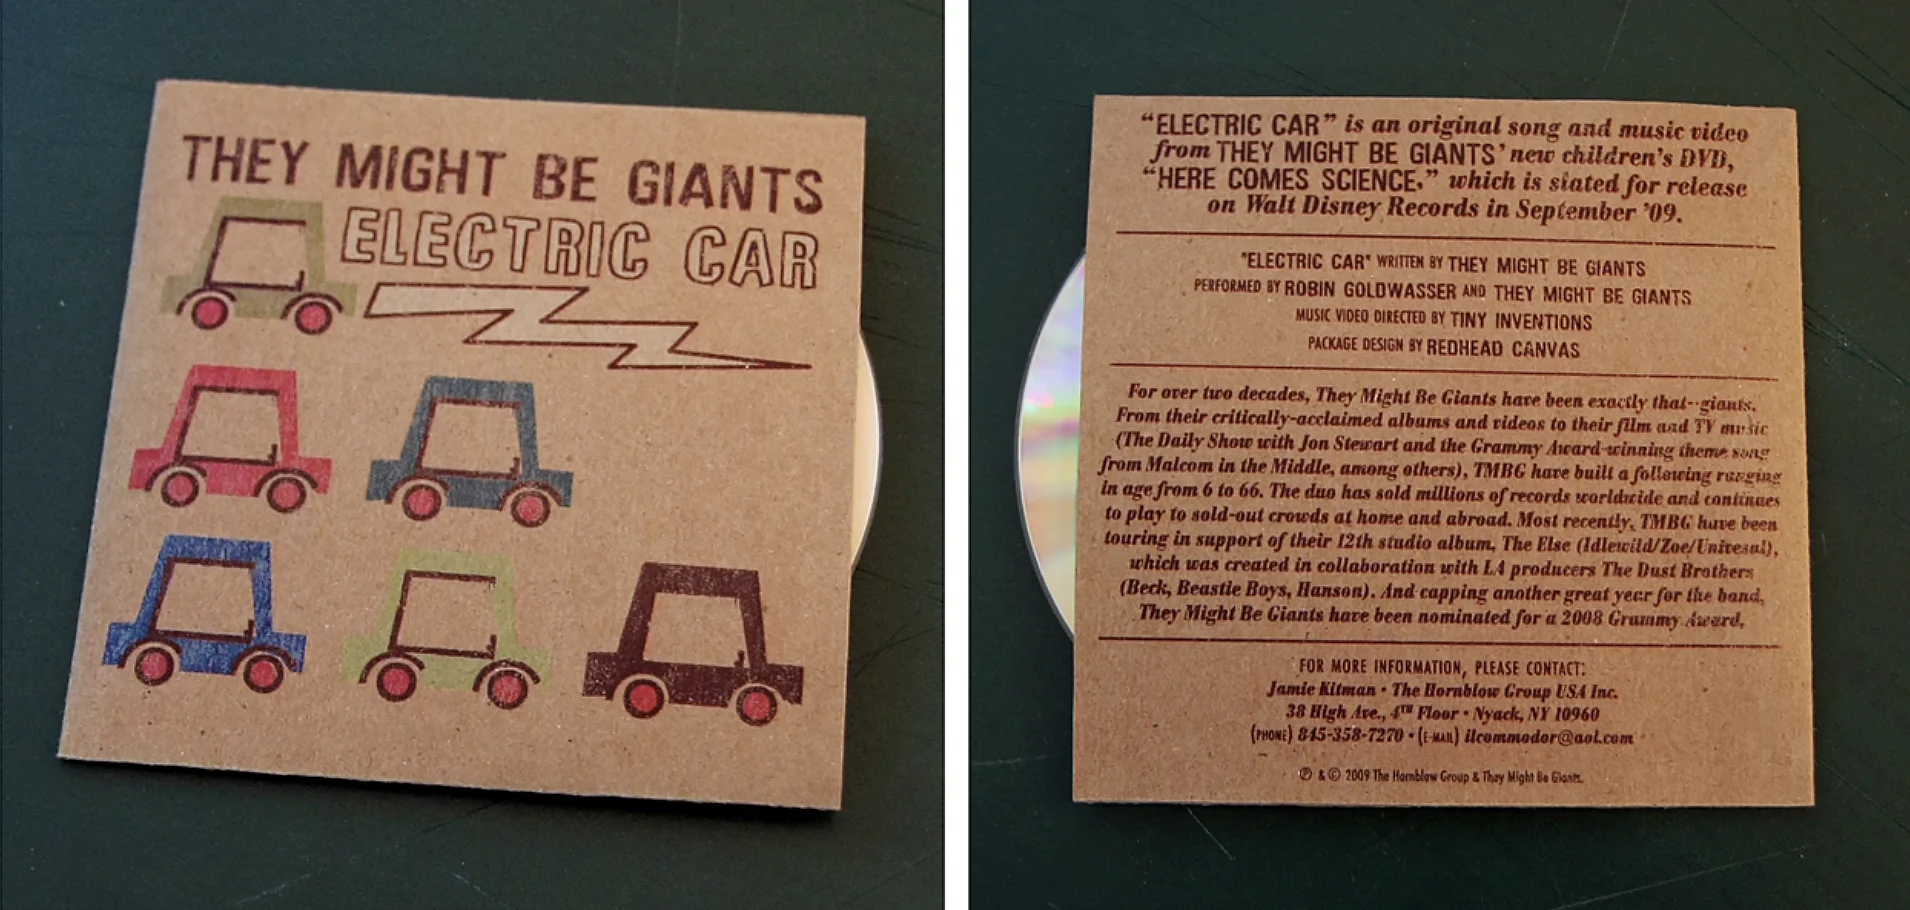 THEY MIGHT BE GIANTS
ELECTRIC CAR
“ELECTRIC CAR” is an original song and music video
from THEY MIGHT BE GIANTS’ new children’s DVD,
“HERE COMES SCIENCE,” which is slated for release
on Walt Disney Records in September ’09.
"ELECTRIC CAR" WRITTEN BY THEY MIGHT BE GIANTS
PERFORMED BY ROBIN GOLDWASSER AND THEY MIGHT BE GIANTS
MUSIC VIDEO DIRECTED BY TINY INVENTIONS
PACKAGE DESIGN BY REDHEAD CANVAS
For over two decades, They Might Be Giants have been exactly that--giants.
From their critically-acclaimed albums and videos to their film and TV music
(The Daily Show with Jon Stewart and the Grammy Award-winning theme song
from Malcom in the Middle, among others), TMBG have built a following ranging
in age from 6 to 66. The duo has sold millions of records worldwide and continues
to play to sold-out crowds at home and abroad. Most recently, TMBG have been
touring in support of their 12th studio album, The Else (Idlewild/Zoe/Univesal),
which was created in collaboration with LA producers The Dust Brothers
(Beck, Beastie Boys, Hanson). And capping another great year for the band,
They Might Be Giants have been nominated for a 2008 Grammy Award,
FOR MORE INFORMATION, PLEASE CONTACT:
Jamie Kitman • The Hornblow Group USA Inc.
38 High Ave., 4TH Floor • Nyack, NY 10960
(PHONE) 845-358-7270 • (E-MAIL) ilcommodor@aol.com
℗ & © 2009 The Hornblow Group & They Might Be Giants.